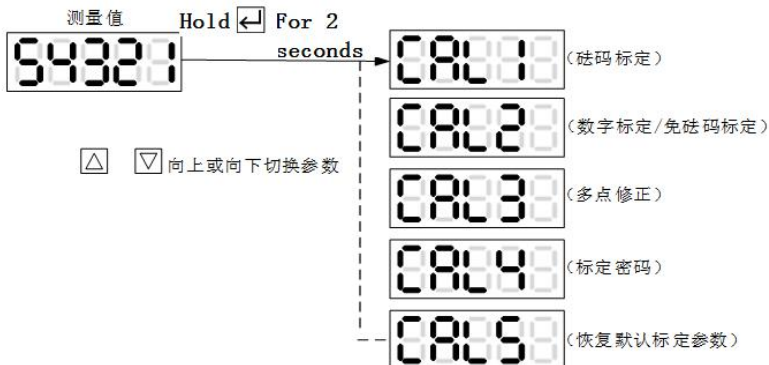 测量值
Hold For 2
seconds
54321
CAL1
(砝码标定)
CAL2
(数字标定/免砝码标定)
向上或向下切换参数
CAL3
(多点修正)
CAL4
(标定密码)
CAL5
(恢复默认标定参数)